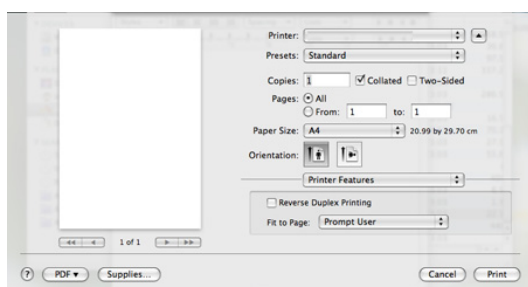 Printer:
Presets: Standard
Copies: 1 Collated Two-Sided
Pages: All
From: 1 to: 1
Paper Size: A4 20.99 by 29.70 cm
Orientation:
Printer Features
Reverse Duplex Printing
Fit to Page: Prompt User
1 of 1
? PDF Supplies... Cancel Print